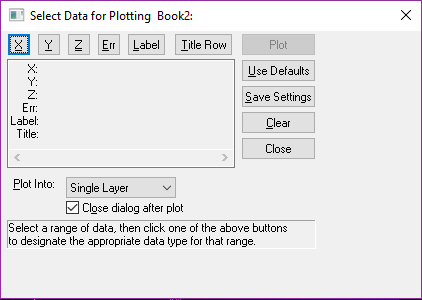 Select Data for Plotting  Book2:
X Y Z Err Label Title Row Plot
X:
Y:
Z:
Err:
Label:
Title:
Use Defaults
Save Settings
Clear
Close
Plot Into: Single Layer
Close dialog after plot
Select a range of data, then click one of the above buttons
to designate the appropriate data type for that range.